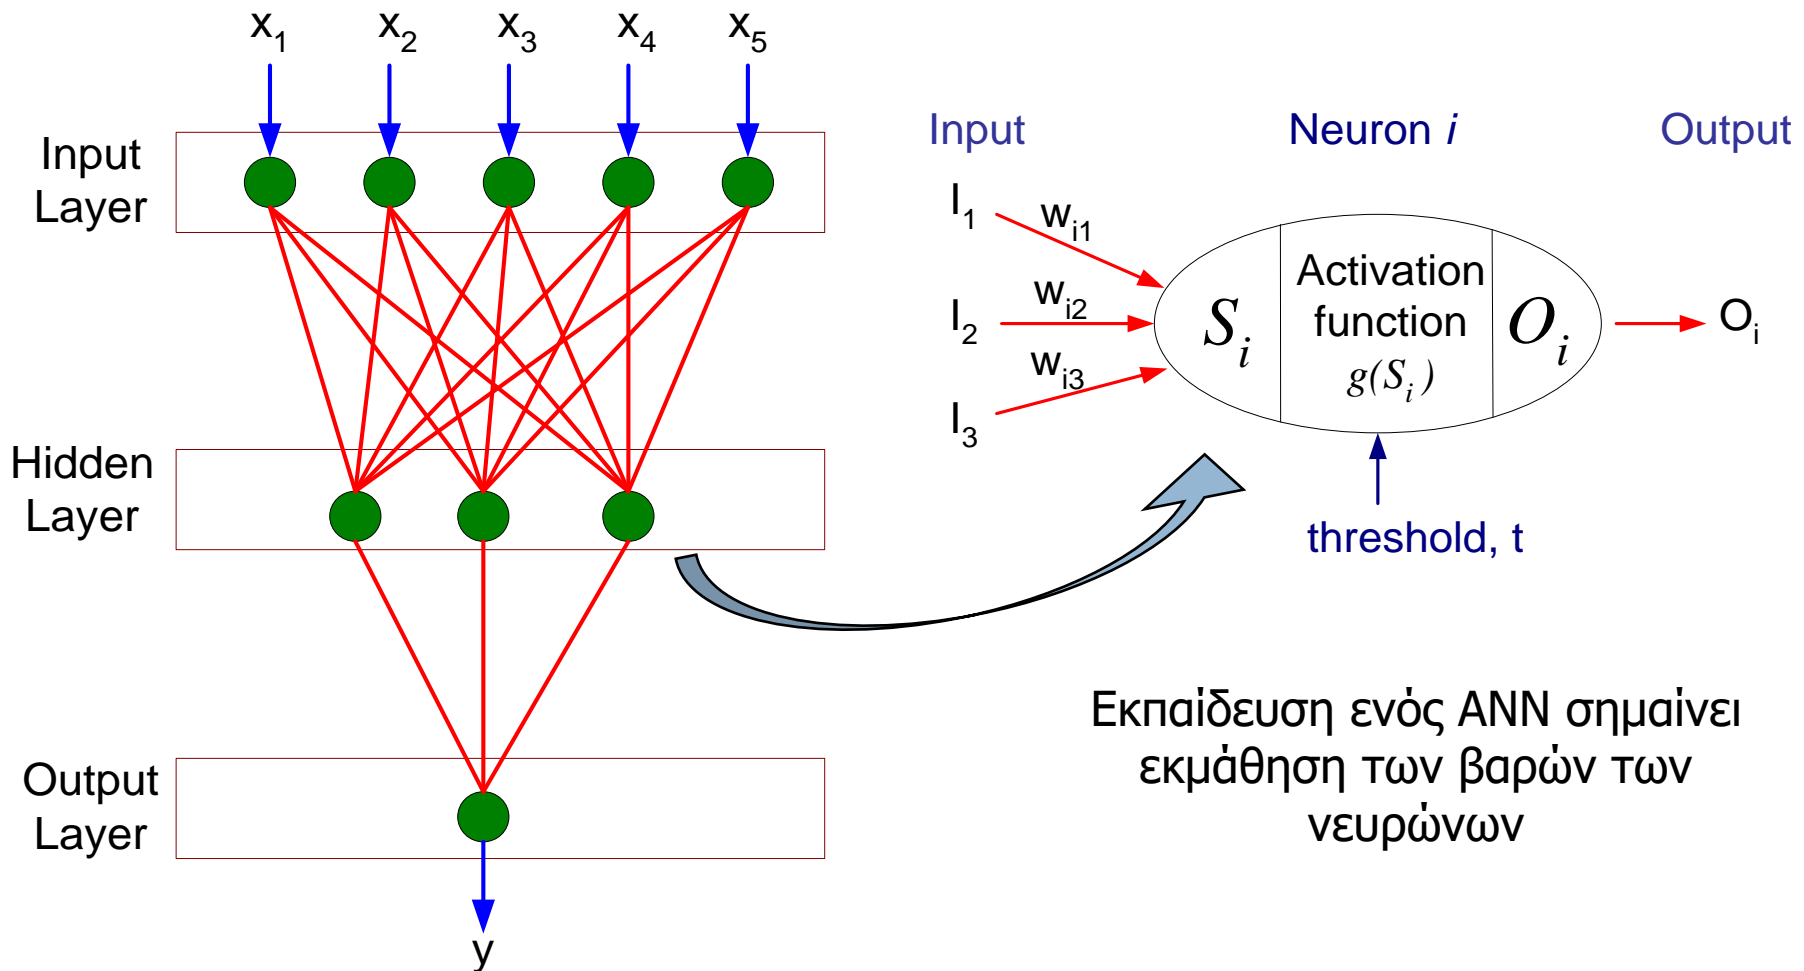 x1 x2 x3 x4 x5
Input
Layer
Hidden
Layer
Output
Layer
y
Input Neuron i Output
I1 wi1
I2 wi2
I3 wi3
Si
Activation
function
g(Si)
Oi
Oi
threshold, t
Εκπαίδευση ενός ANN σημαίνει
εκμάθηση των βαρών των
νευρώνων